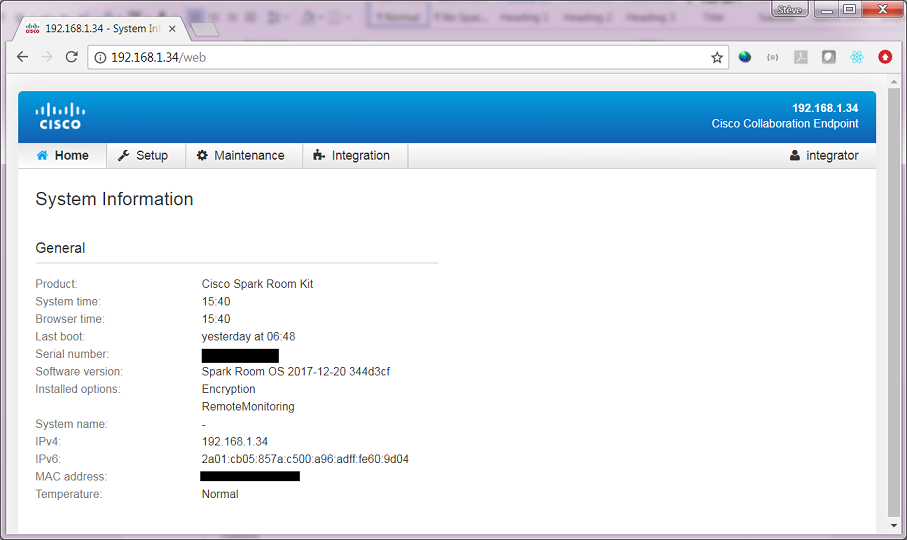 Stève
192.168.1.34 - System In
192.168.1.34/web
CISCO
192.168.1.34
Cisco Collaboration Endpoint
Home Setup Maintenance Integration integrator
System Information
General
Product: Cisco Spark Room Kit
System time: 15:40
Browser time: 15:40
Last boot: yesterday at 06:48
Serial number:
Software version: Spark Room OS 2017-12-20 344d3cf
Installed options: Encryption
RemoteMonitoring
System name: -
IPv4: 192.168.1.34
IPv6: 2a01:cb05:857a:c500:a96:adff:fe60:9d04
MAC address:
Temperature: Normal